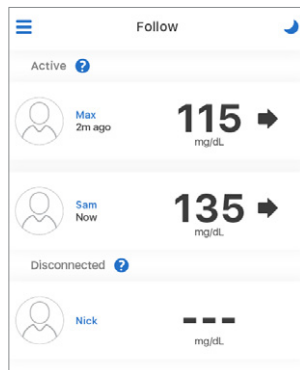 Follow
Active ?
Max
2m ago
115
mg/dL
Sam
Now
135
mg/dL
Disconnected ?
Nick
---
mg/dL